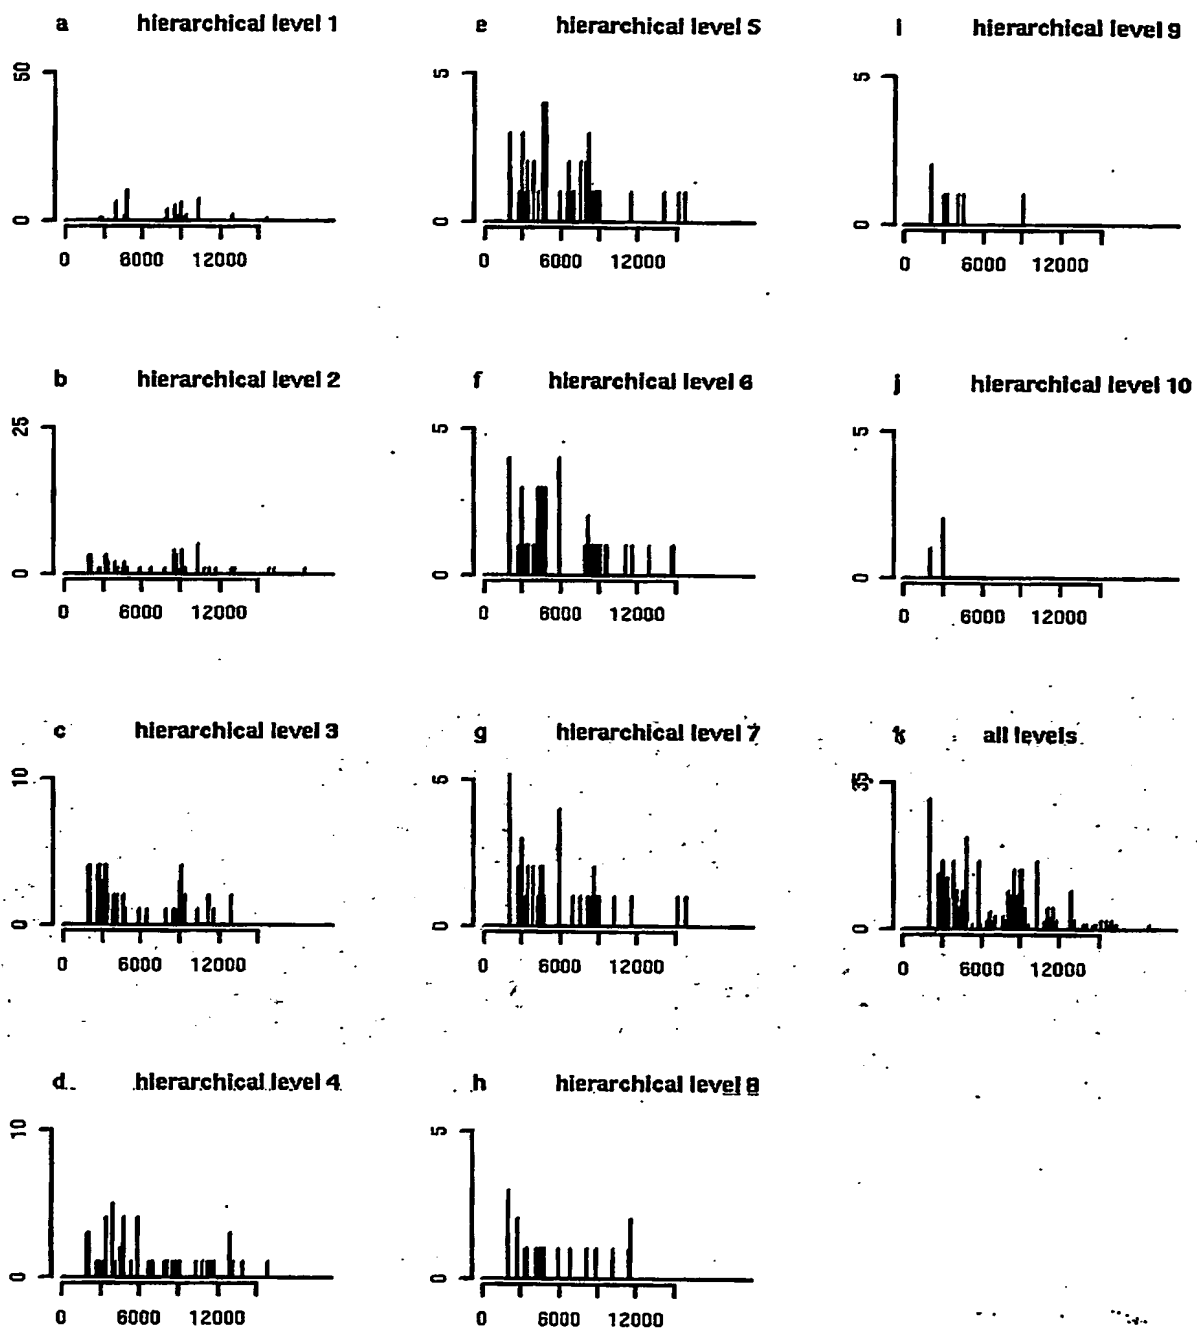 a hierarchical level 1
50
0
0 6000 12000
b hierarchical level 2
25
0
0 6000 12000
c hierarchical level 3
10
0
0 6000 12000
d hierarchical level 4
10
0
0 6000 12000
e hierarchical level 5
5
0
0 6000 12000
f hierarchical level 6
5
0
0 6000 12000
g hierarchical level 7
5
0
0 6000 12000
h hierarchical level 8
5
0
0 6000 12000
i hierarchical level 9
5
0
0 6000 12000
j hierarchical level 10
5
0
0 6000 12000
k all levels
35
0
0 6000 12000